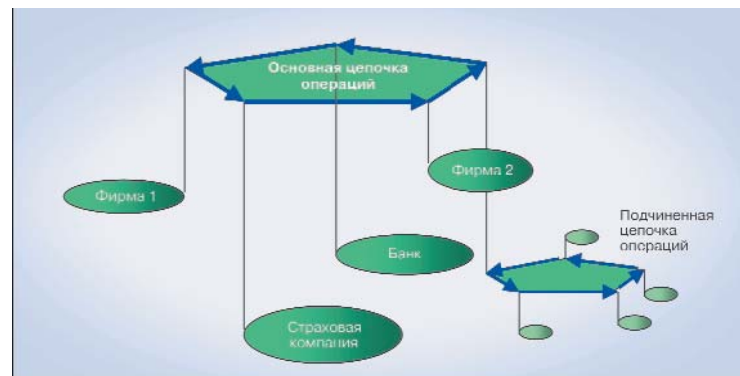 Основная цепочка
операций
Фирма 1
Фирма 2
Подчиненная
цепочка
операций
Банк
Страховая
компания